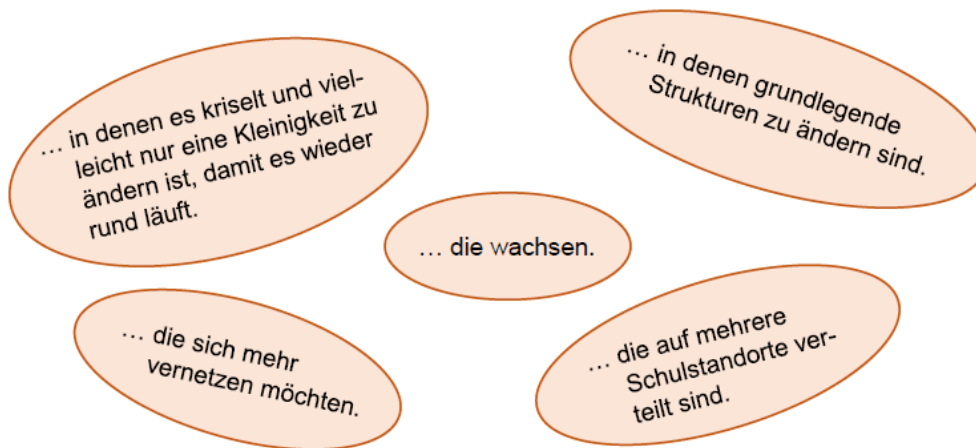 … in denen es kriselt und viel-
leicht nur eine Kleinigkeit zu
ändern ist, damit es wieder
rund läuft.
… in denen grundlegende
Strukturen zu ändern sind.
… die wachsen.
… die sich mehr
vernetzen möchten.
… die auf mehrere
Schulstandorte ver-
teilt sind.